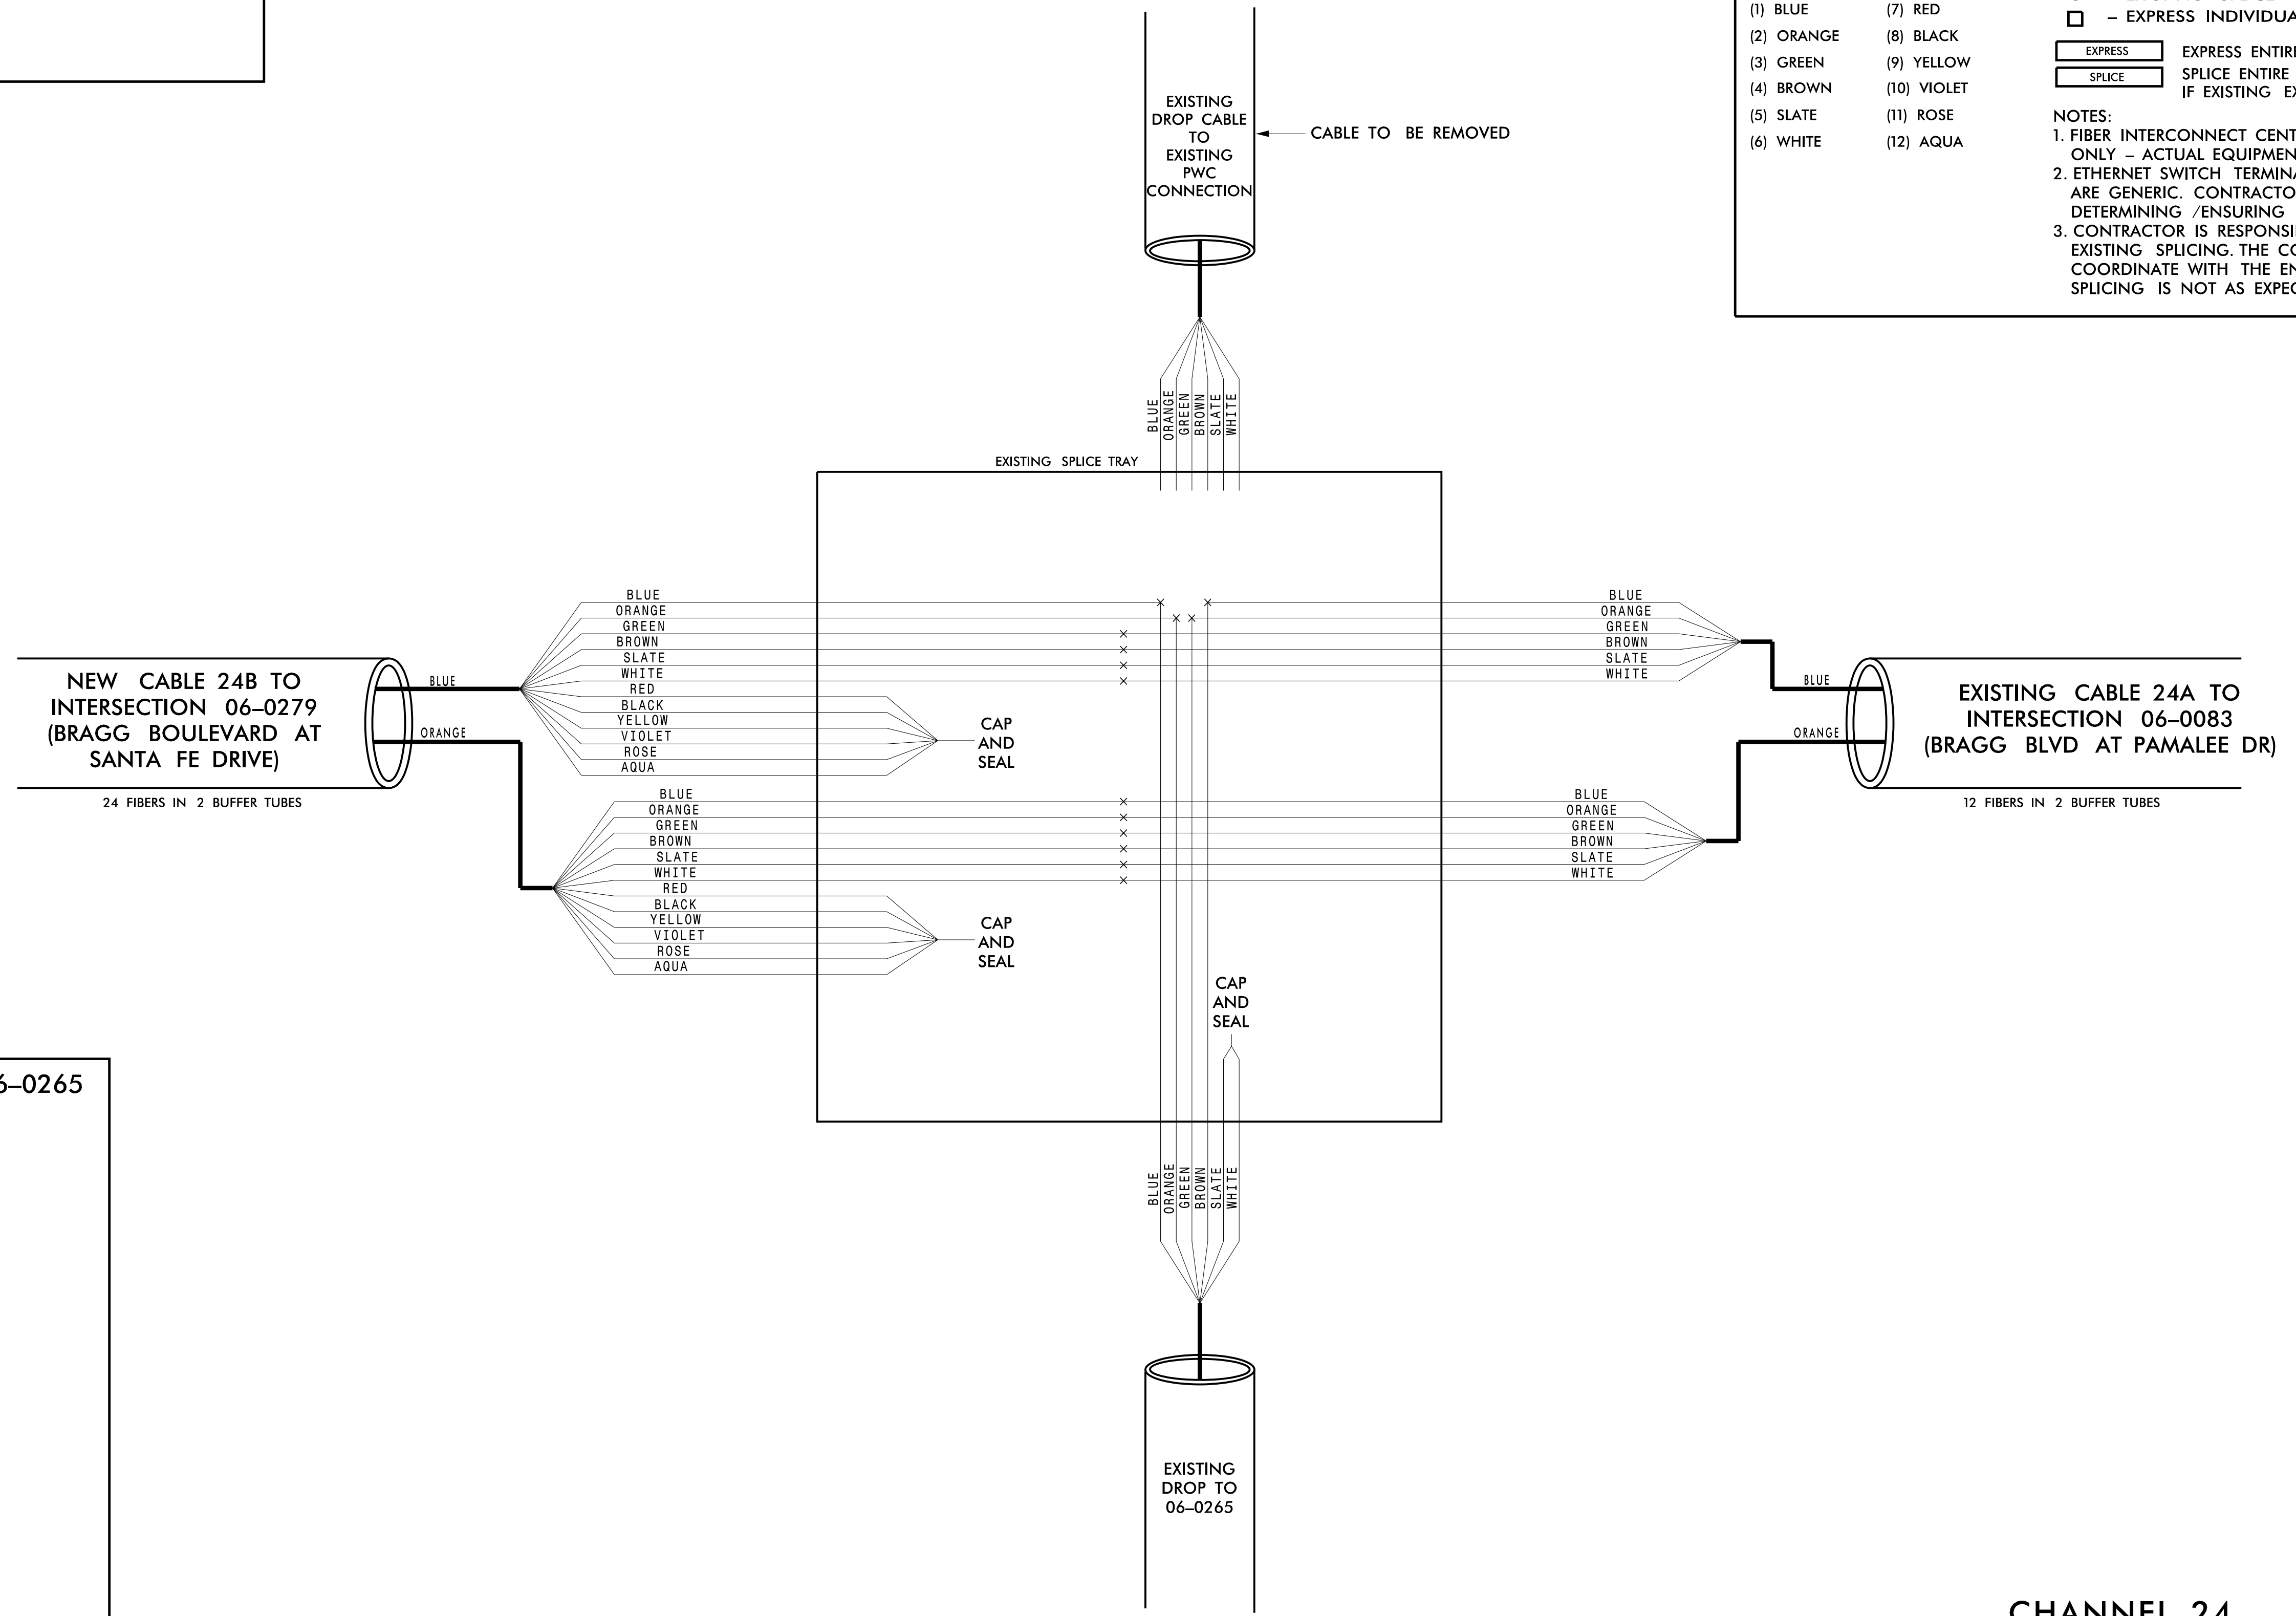 (1) BLUE
(2) ORANGE
(3) GREEN
(4) BROWN
(5) SLATE
(6) WHITE
(7) RED
(8) BLACK
(9) YELLOW
(10) VIOLET
(11) ROSE
(12) AQUA
– EXPRESS
EXPRESS
EXPRESS
SPLICE
SPLICE ENTIRE
IF EXISTING
NOTES:
1. FIBER INTERCONNECT
ONLY – ACTUAL
2. ETHERNET SWITCH
ARE GENERIC.
DETERMINING /ENSURING
3. CONTRACTOR IS
EXISTING SPLICING. THE
COORDINATE WITH THE
SPLICING IS NOT AS
EXISTING
DROP CABLE
TO
EXISTING
PWC
CONNECTION
CABLE TO BE REMOVED
BLUE
ORANGE
GREEN
BROWN
SLATE
WHITE
EXISTING SPLICE TRAY
NEW CABLE 24B TO
INTERSECTION 06–0279
(BRAGG BOULEVARD AT
SANTA FE DRIVE)
24 FIBERS IN 2 BUFFER TUBES
BLUE
ORANGE
BLUE
ORANGE
GREEN
BROWN
SLATE
WHITE
RED
BLACK
YELLOW
VIOLET
ROSE
AQUA
CAP
AND
SEAL
BLUE
ORANGE
GREEN
BROWN
SLATE
WHITE
RED
BLACK
YELLOW
VIOLET
ROSE
AQUA
CAP
AND
SEAL
BLUE
ORANGE
GREEN
BROWN
SLATE
WHITE
BLUE
ORANGE
GREEN
BROWN
SLATE
WHITE
BLUE
ORANGE
EXISTING CABLE 24A TO
INTERSECTION 06–0083
(BRAGG BLVD AT PAMALEE DR)
12 FIBERS IN 2 BUFFER TUBES
CAP
AND
SEAL
BLUE
ORANGE
GREEN
BROWN
SLATE
WHITE
EXISTING
DROP TO
06–0265
6–0265
CHANNEL 24